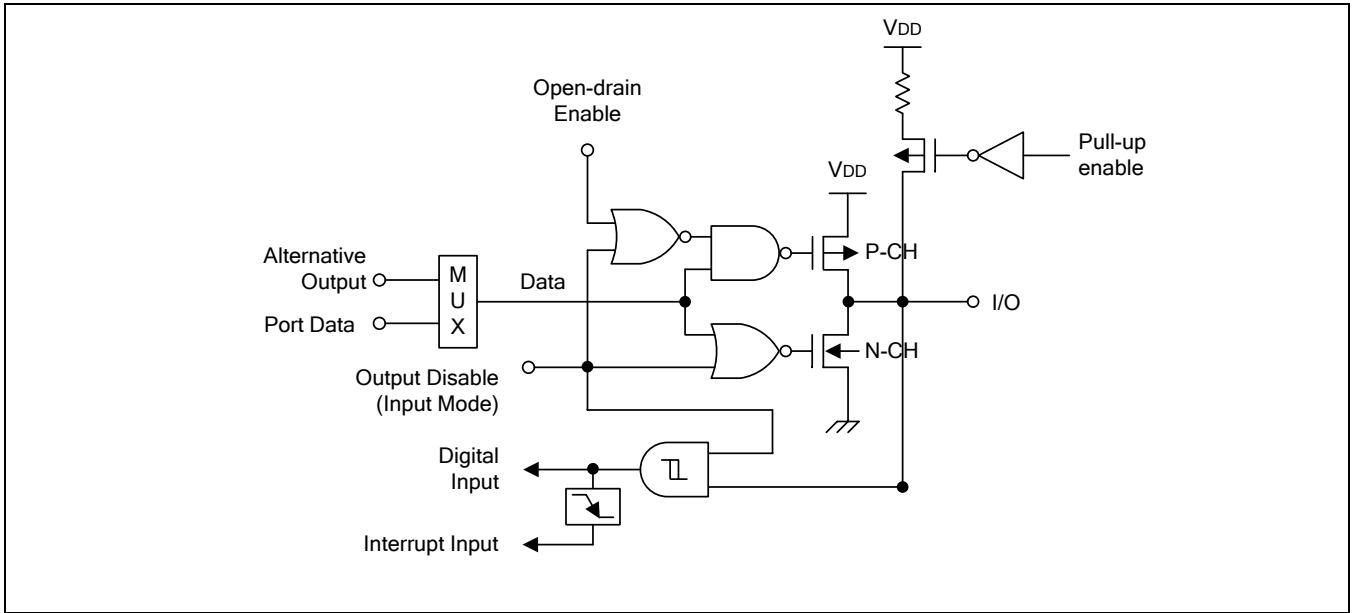 VDD
Open-drain
Enable
Pull-up
enable
VDD
P-CH
Alternative
Output
M
U
X
Data
Port Data
I/O
N-CH
Output Disable
(Input Mode)
Digital
Input
Interrupt Input